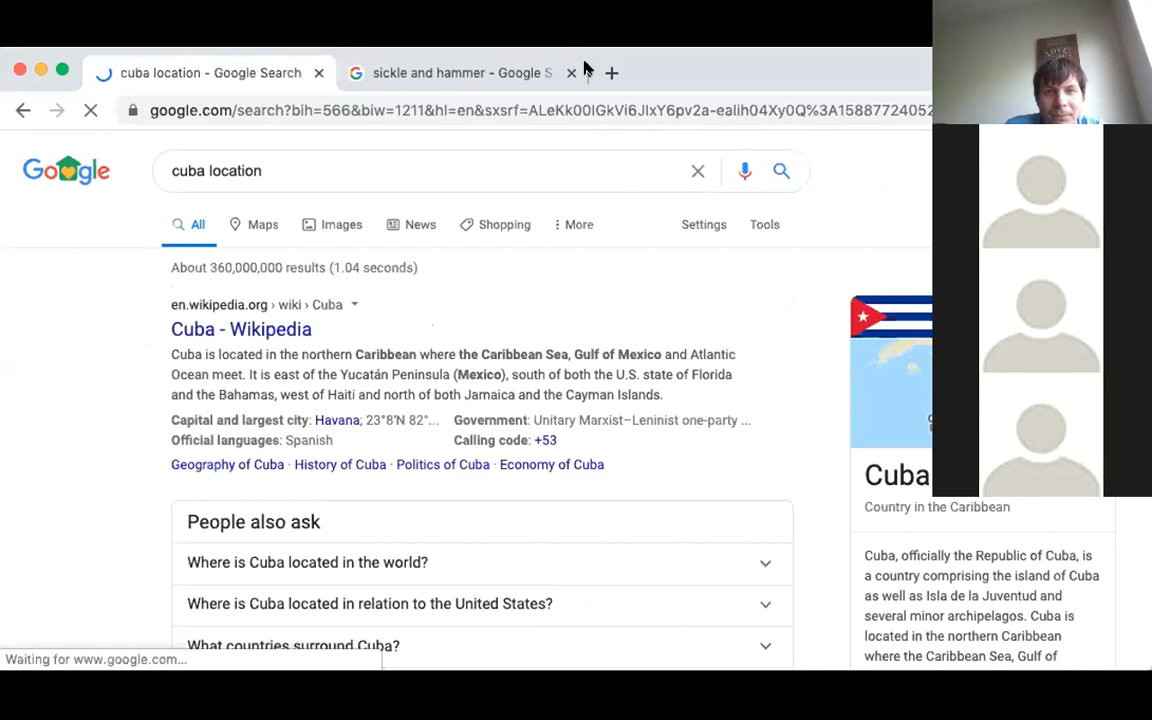 cuba location - Google Search
sickle and hammer - Google S
google.com/search?bih=566&biw=1211&hl=en&sxsrf=ALeKk00IGkVi6JIxY6pv2a-ealih04Xy0Q%3A15887724052
LOVE
Google
cuba location
All Maps Images News Shopping More Settings Tools
About 360,000,000 results (1.04 seconds)
en.wikipedia.org › wiki › Cuba
Cuba - Wikipedia
Cuba is located in the northern Caribbean where the Caribbean Sea, Gulf of Mexico and Atlantic
Ocean meet. It is east of the Yucatán Peninsula (Mexico), south of both the U.S. state of Florida
and the Bahamas, west of Haiti and north of both Jamaica and the Cayman Islands.
Capital and largest city: Havana; 23°8′N 82°... Government: Unitary Marxist–Leninist one-party ...
Official languages: Spanish Calling code: +53
Geography of Cuba · History of Cuba · Politics of Cuba · Economy of Cuba
People also ask
Where is Cuba located in the world?
Where is Cuba located in relation to the United States?
What countries surround Cuba?
Waiting for www.google.com...
Cuba
Country in the Caribbean
Cuba, officially the Republic of Cuba, is
a country comprising the island of Cuba
as well as Isla de la Juventud and
several minor archipelagos. Cuba is
located in the northern Caribbean
where the Caribbean Sea, Gulf of